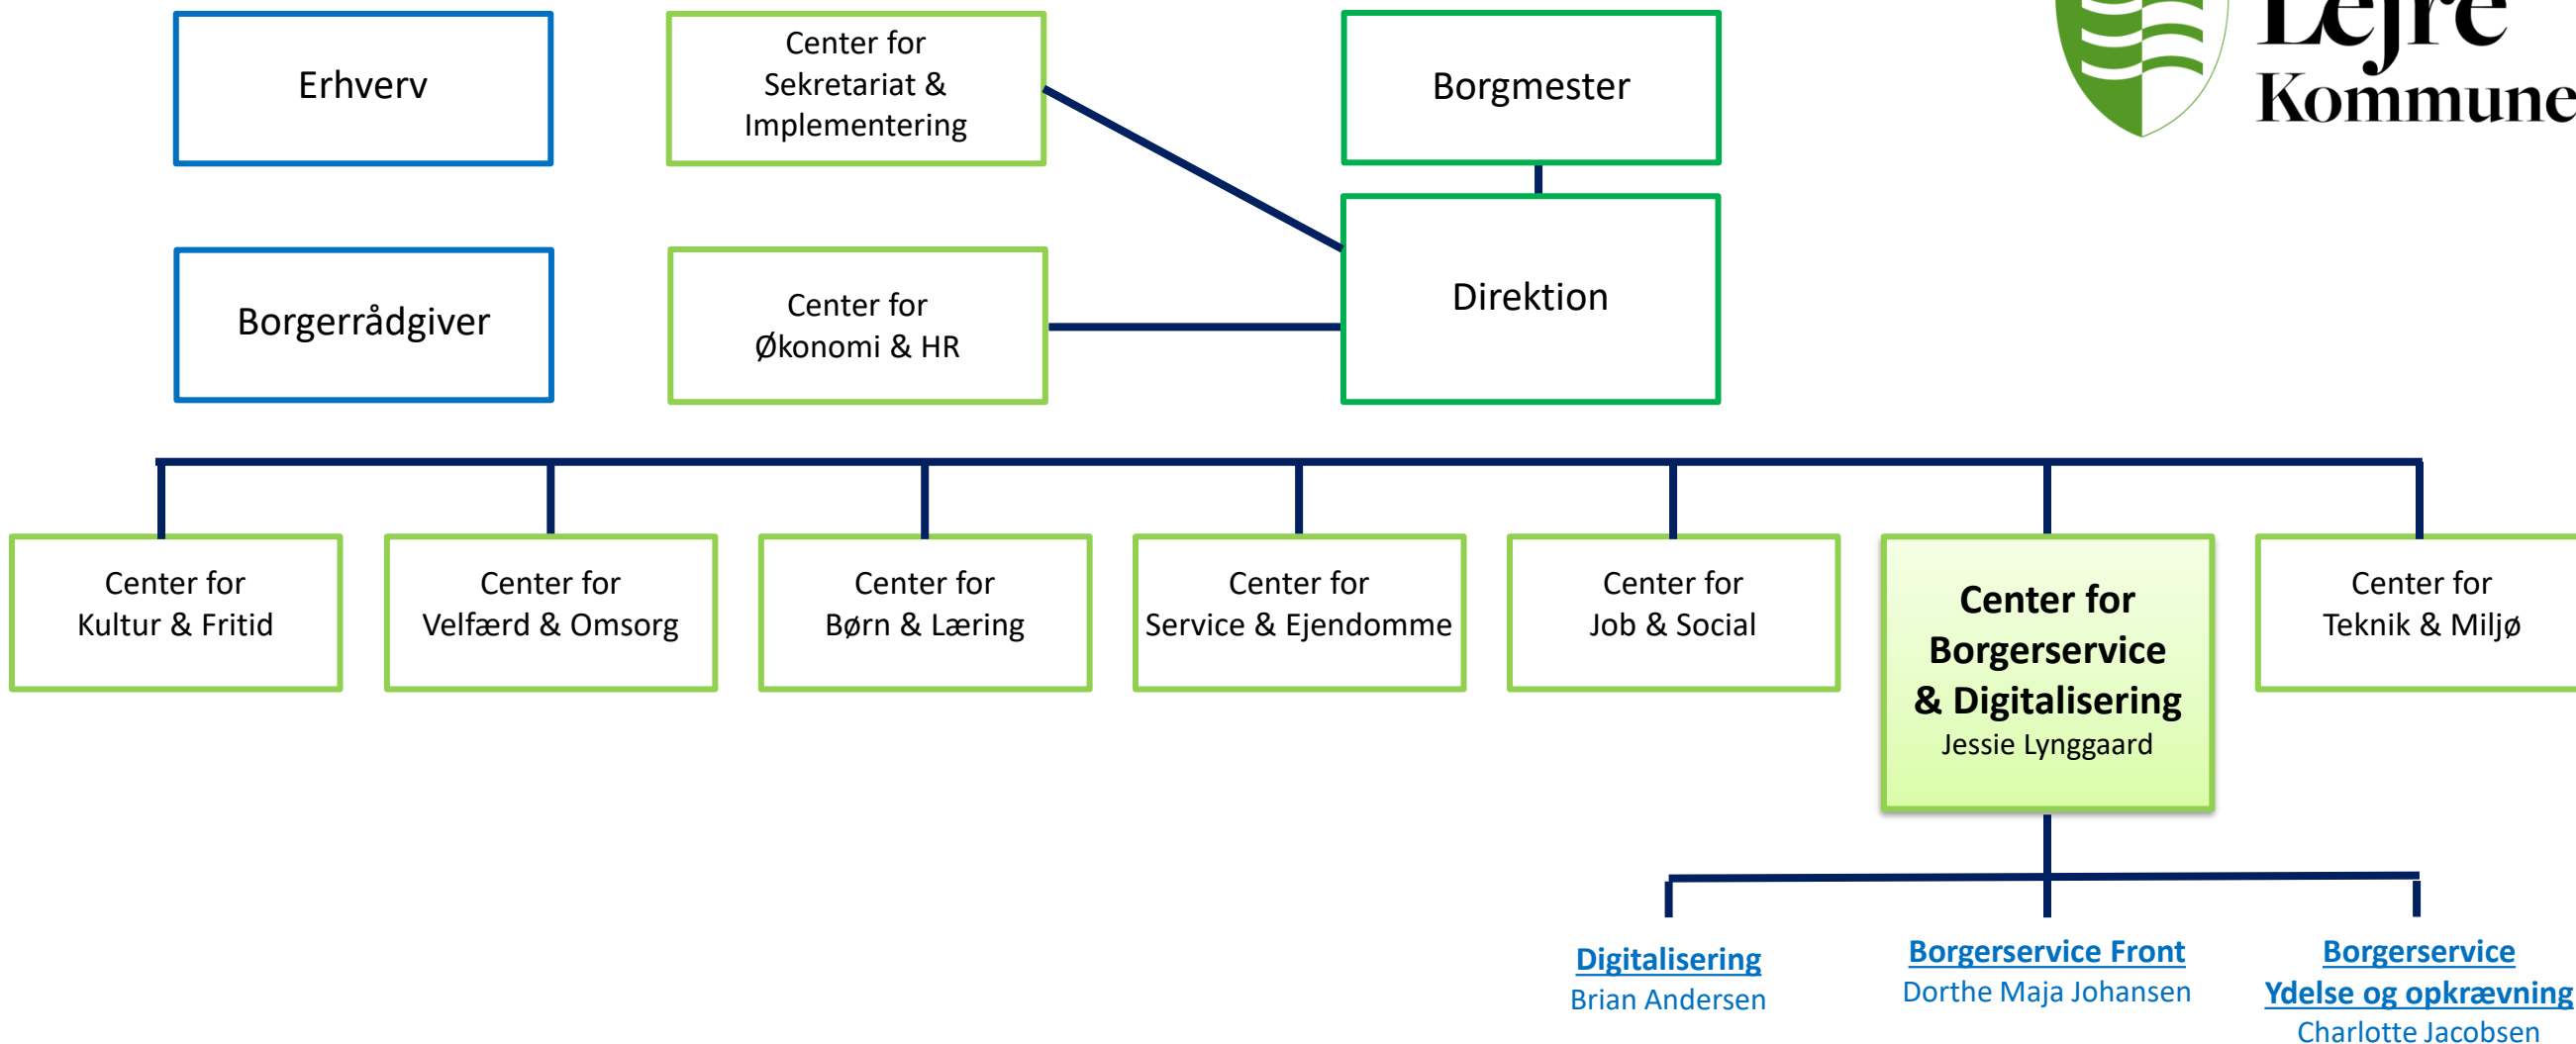 Lejre
Kommune
Erhverv
Center for
Sekretariat &
Implementering
Borgmester
Borgerrådgiver
Center for
Økonomi & HR
Direktion
Center for
Kultur & Fritid
Center for
Velfærd & Omsorg
Center for
Børn & Læring
Center for
Service & Ejendomme
Center for
Job & Social
Center for
Borgerservice
& Digitalisering
Jessie Lynggaard
Center for
Teknik & Miljø
Digitalisering
Brian Andersen
Borgerservice Front
Dorthe Maja Johansen
Borgerservice
Ydelse og opkrævning
Charlotte Jacobsen